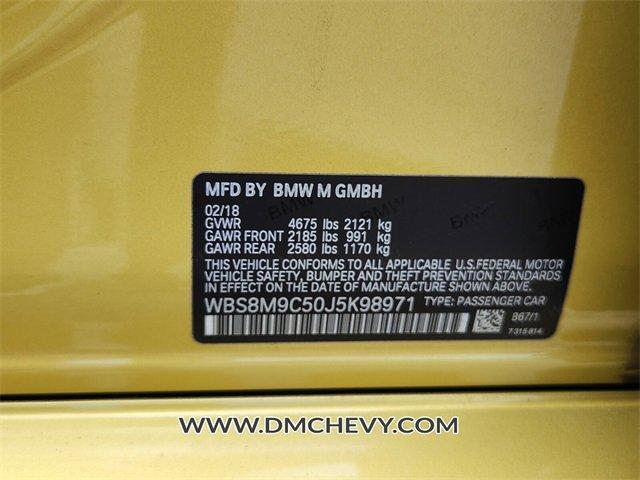 MFD BY BMW M GMBH
02/18
GVWR 4675 lbs 2121 kg
GAWR FRONT 2185 lbs 991 kg
GAWR REAR 2580 lbs 1170 kg
THIS VEHICLE CONFORMS TO ALL APPLICABLE U.S.FEDERAL MOTOR
VEHICLE SAFETY, BUMPER AND THEFT PREVENTION STANDARDS
IN EFFECT ON THE DATE OF MANUFACTURE SHOWN ABOVE.
WBS8M9C50J5K98971 TYPE: PASSENGER CAR
867/1
7-315-814
WWW.DMCHEVY.COM